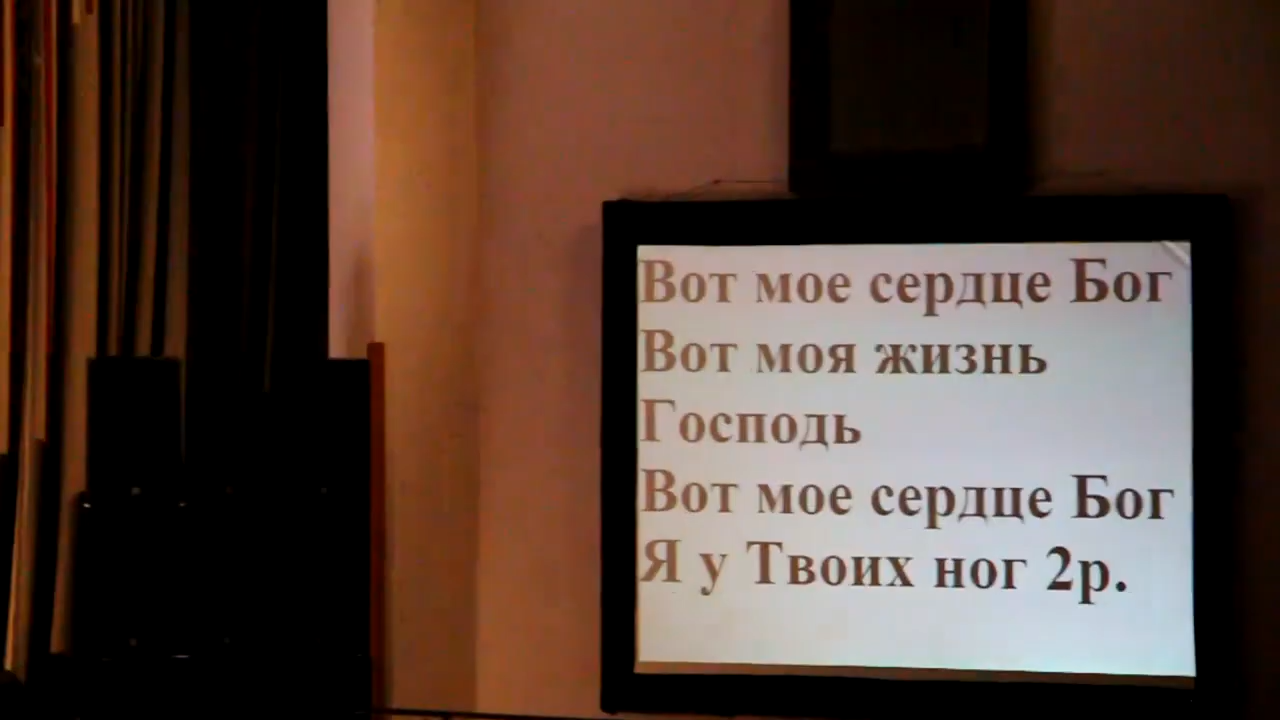 Вот мое сердце Бог
Вот моя жизнь
Господь
Вот мое сердце Бог
Я у Твоих ног 2р.